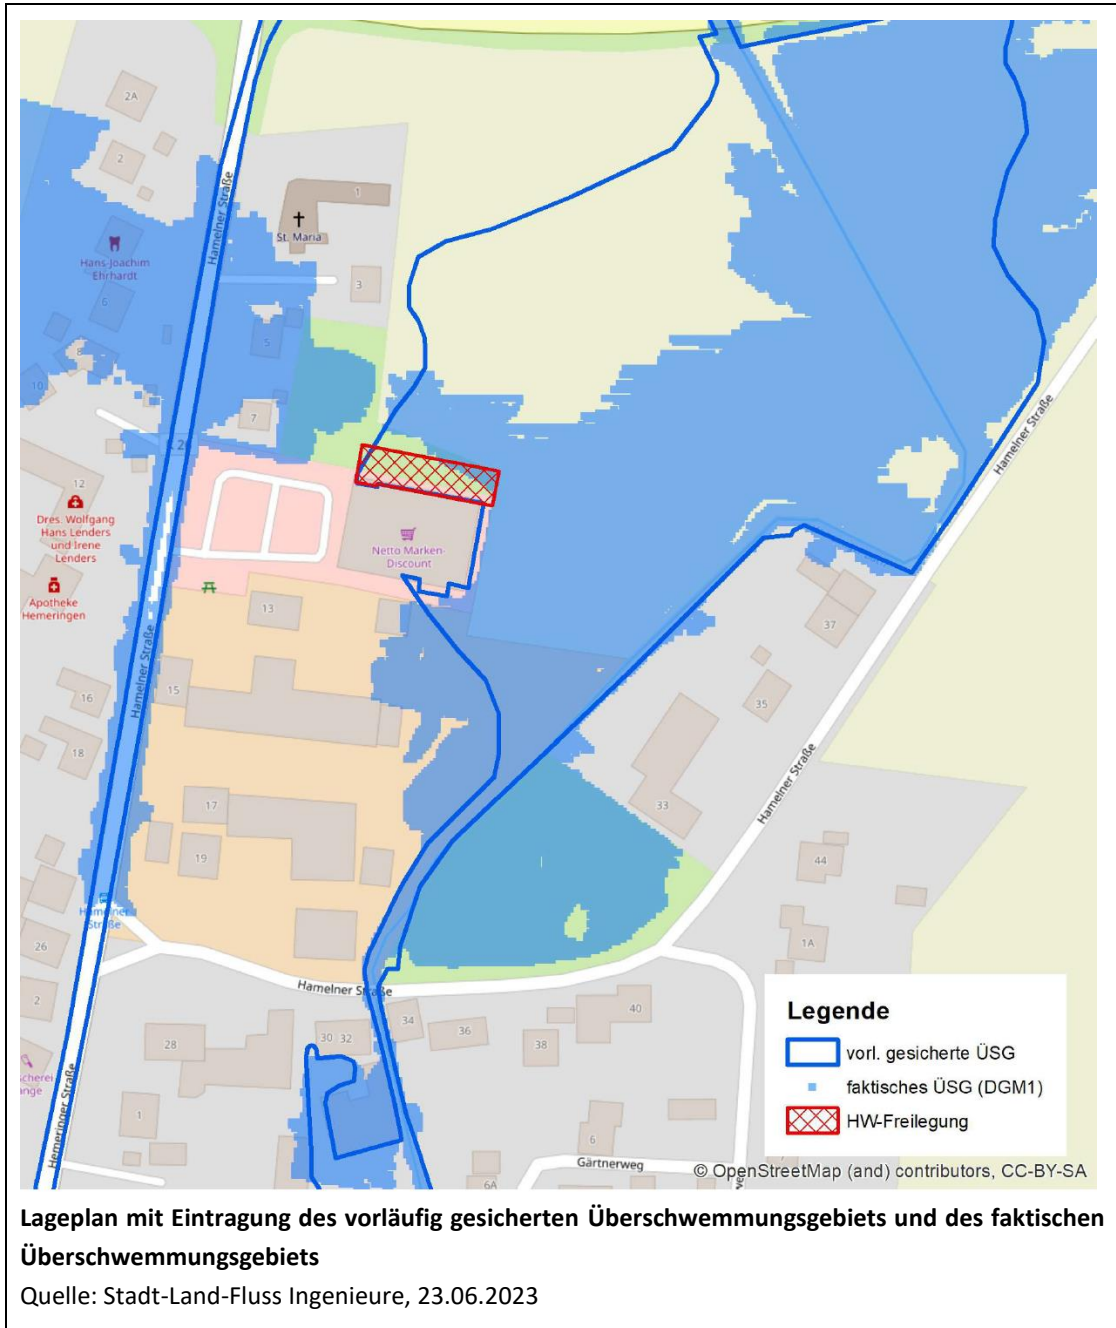 2A
2
Hamelner Straße
1
St. Maria
Hans-Joachim
Ehrhardt
3
6
5
8
10
7
12
Dres. Wolfgang
Hans Lenders
und Irene
Lenders
Netto Marken-
Discount
Hamelner Straße
Apotheke
Hemeringen
13
37
15
Hamelner Straße
16
35
18
Hamelner Straße
17
33
19
44
Hamelner
Straße
26
1A
2
Hamelner Straße
34
40
30 32
36
28
38
Hemeringer Straße
1
6
Gärtnerweg
6A
Legende
vorl. gesicherte ÜSG
faktisches ÜSG (DGM1)
HW-Freilegung
© OpenStreetMap (and) contributors, CC-BY-SA
Lageplan mit Eintragung des vorläufig gesicherten Überschwemmungsgebiets und des faktischen
Überschwemmungsgebiets
Quelle: Stadt-Land-Fluss Ingenieure, 23.06.2023